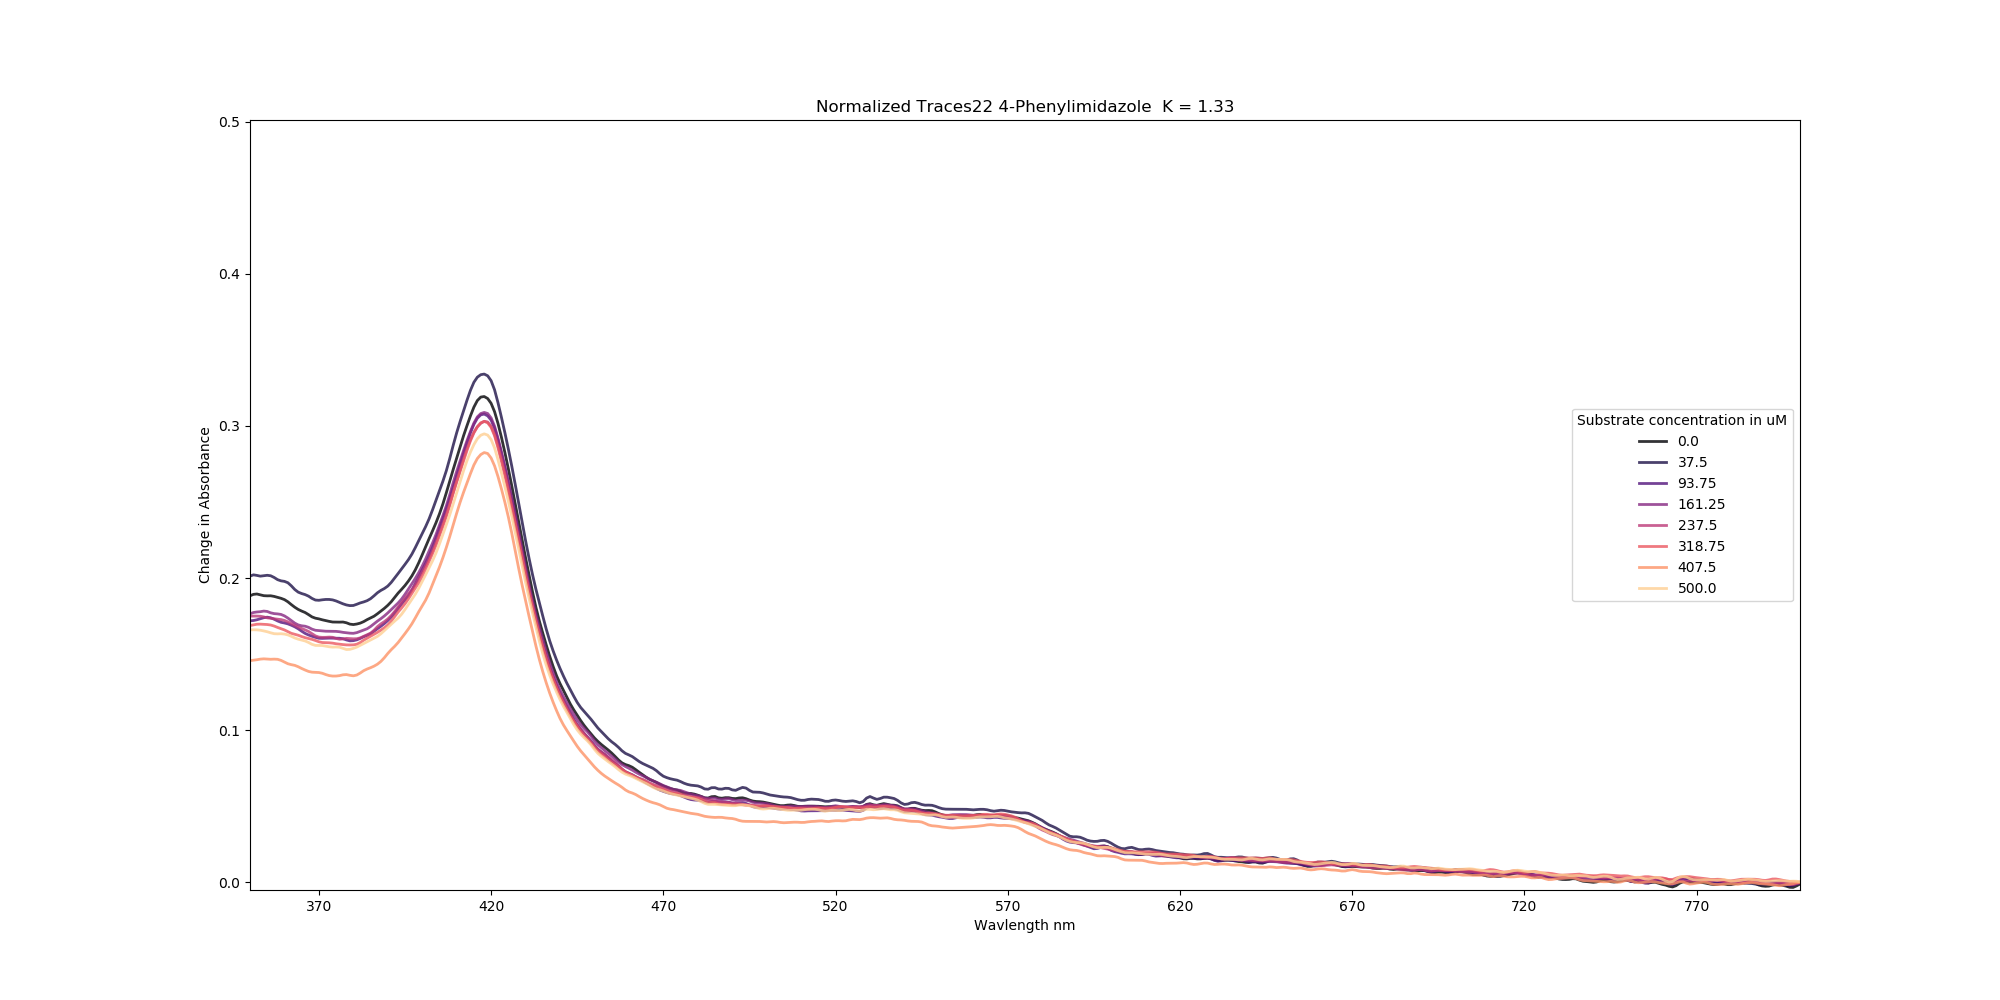 Normalized Traces22 4-Phenylimidazole  K = 1.33
0.5
0.4
0.3
0.2
0.1
0.0
Change in Absorbance
370 420 470 520 570 620 670 720 770
Wavlength nm
Substrate concentration in uM
0.0
37.5
93.75
161.25
237.5
318.75
407.5
500.0